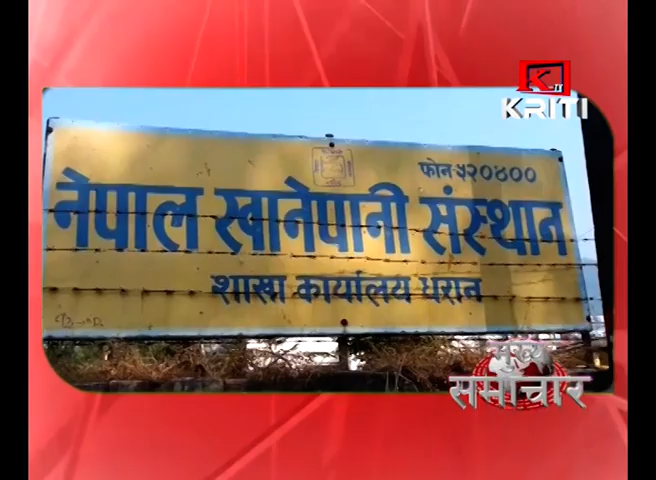 KRITI
फोन ५२०४००
नेपाल खानेपानी संस्थान
शाखा कार्यालय धरान
मुख्य
समाचार